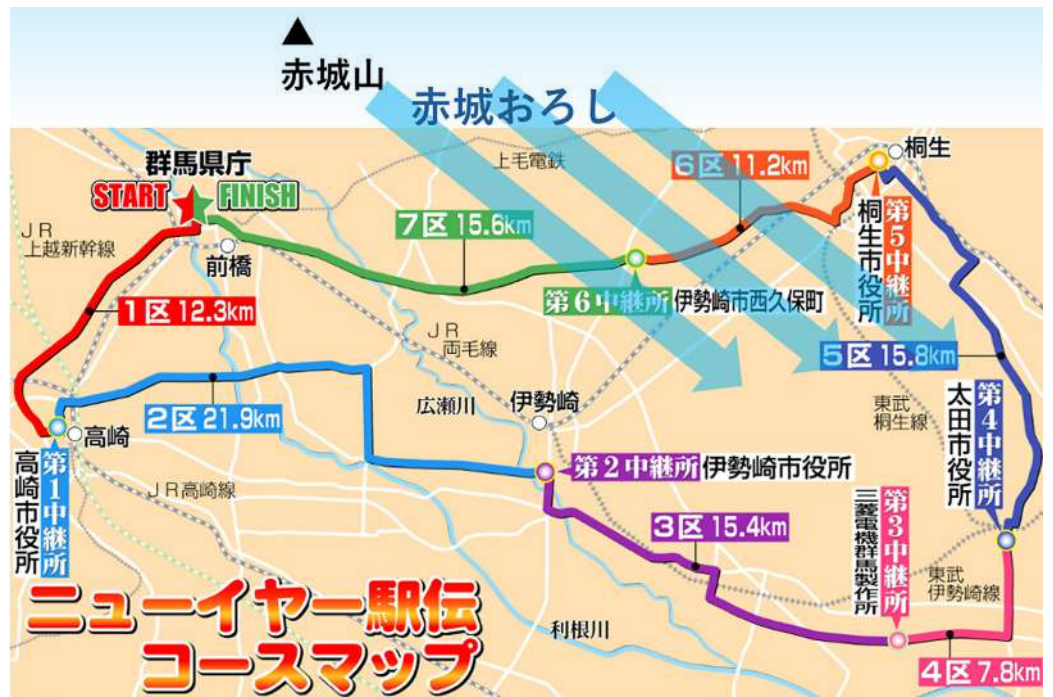 ▲
赤城山
赤城おろし
群馬県庁
START FINISH
上毛電鉄
6区 11.2km
桐生
第5中継所
桐生市役所
JR
上越新幹線
前橋
7区 15.6km
第6中継所 伊勢崎市西久保町
1区 12.3km
JR
両毛線
5区 15.8km
2区 21.9km
広瀬川
伊勢崎
東武
桐生線
第4中継所
太田市役所
高崎
第1中継所
高崎市役所
第2中継所 伊勢崎市役所
JR高崎線
3区 15.4km
第3中継所
三菱電機群馬製作所
東武
伊勢崎線
利根川
4区 7.8km
ニューイヤー駅伝
コースマップ